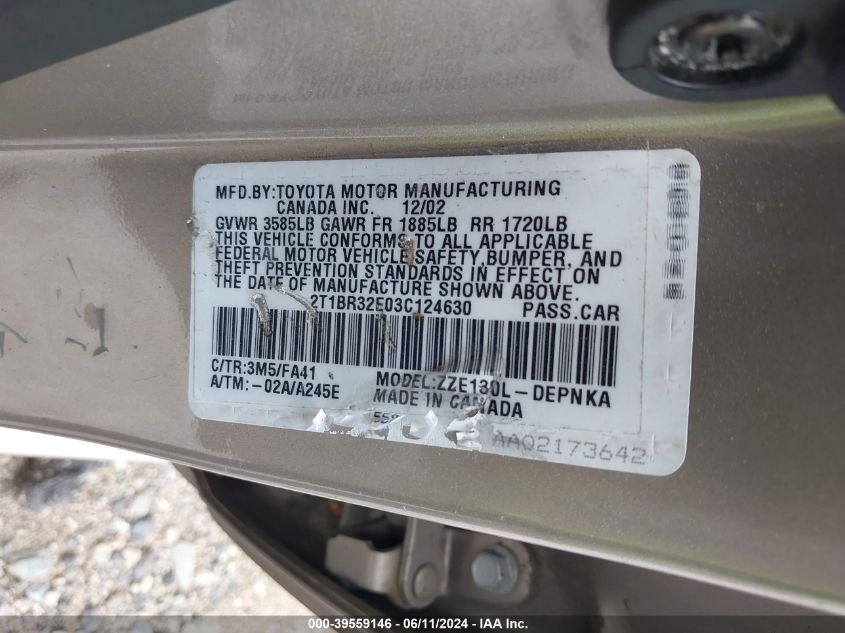 MFD.BY:TOYOTA MOTOR MANUFACTURING
CANADA INC. 12/02
GVWR 3585LB GAWR FR 1885LB RR 1720LB
THIS VEHICLE CONFORMS TO ALL APPLICABLE
FEDERAL MOTOR VEHICLE SAFETY,BUMPER, AND
THEFT PREVENTION STANDARDS IN EFFECT ON
THE DATE OF MANUFACTURE SHOWN ABOVE.
2T1BR32E03C124630 PASS.CAR
C/TR:3M5/FA41 MODEL:ZZE130L-DEPNKA
A/TM:-02A/A245E MADE IN CANADA
AA02173642
000-39559146 - 06/11/2024 - IAA Inc.